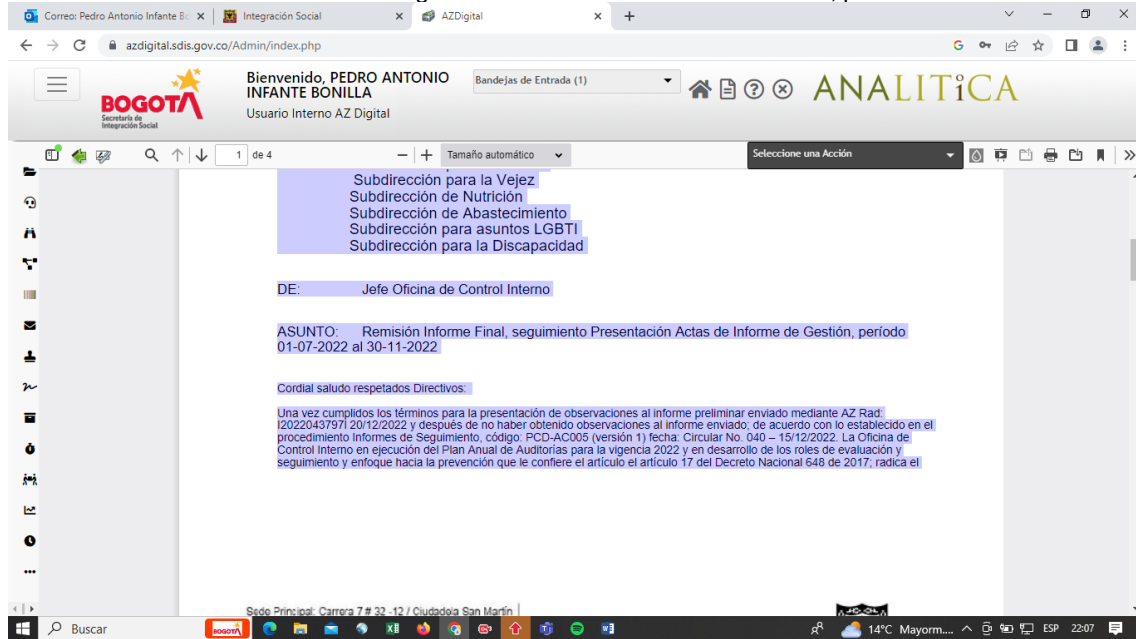 Correo: Pedro Antonio Infante Bo
Integración Social
AZDigital
azdigital.sdis.gov.co/Admin/index.php
BOGOTÁ
Secretaría de
Integración Social
Bienvenido, PEDRO ANTONIO
INFANTE BONILLA
Usuario Interno AZ Digital
Bandejas de Entrada (1)
ANALITiCA
1 de 4
Tamaño automático
Seleccione una Acción
Subdirección para la Vejez
Subdirección de Nutrición
Subdirección de Abastecimiento
Subdirección para asuntos LGBTI
Subdirección para la Discapacidad
DE: Jefe Oficina de Control Interno
ASUNTO: Remisión Informe Final, seguimiento Presentación Actas de Informe de Gestión, período
01-07-2022 al 30-11-2022
Cordial saludo respetados Directivos:
Una vez cumplidos los términos para la presentación de observaciones al informe preliminar enviado mediante AZ Rad:
I2022043797I 20/12/2022 y después de no haber obtenido observaciones al informe enviado; de acuerdo con lo establecido en el
procedimiento Informes de Seguimiento, código: PCD-AC005 (versión 1) fecha: Circular No. 040 – 15/12/2022. La Oficina de
Control Interno en ejecución del Plan Anual de Auditorías para la vigencia 2022 y en desarrollo de los roles de evaluación y
seguimiento y enfoque hacia la prevención que le confiere el artículo el artículo 17 del Decreto Nacional 648 de 2017; radica el
Sede Principal: Carrera 7 # 32 -12 / Ciudadela San Martín
Buscar
BOGOTÁ
14°C Mayorm....
ESP
22:07